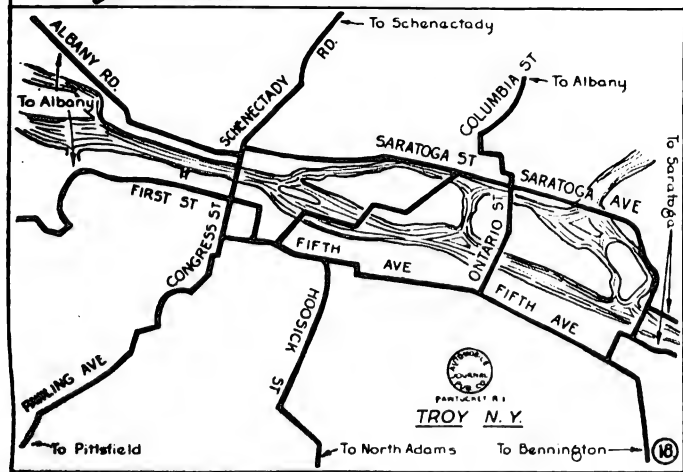 To Schenectady
ALBANY RD.
SCHENECTADY RD.
COLUMBIA ST
To Albany
To Albany
To Saratoga
SARATOGA ST
SARATOGA AVE
FIRST ST
CONGRESS ST
FIFTH AVE
ONTARIO ST
FIFTH AVE
HOOSICK ST
PAWLING AVE
AUTOMOBILE
JOURNAL
PUB CO
PAWTUCKET R I
TROY N. Y.
To Pittsfield
To North Adams
To Bennington
18